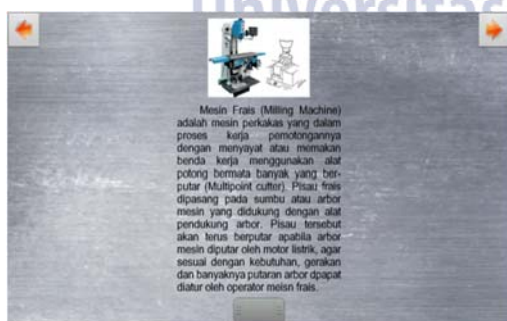 Universitas
Mesin Frais (Milling Machine)
adalah mesin perkakas yang dalam
proses kerja pemotongannya
dengan menyayat atau memakan
benda kerja menggunakan alat
potong bermata banyak yang ber-
putar (Multipoint cutter). Pisau frais
dipasang pada sumbu atau arbor
mesin yang didukung dengan alat
pendukung arbor. Pisau tersebut
akan terus berputar apabila arbor
mesin diputar oleh motor listrik, agar
sesuai dengan kebutuhan, gerakan
dan banyaknya putaran arbor dpapat
diatur oleh operator meisn frais.